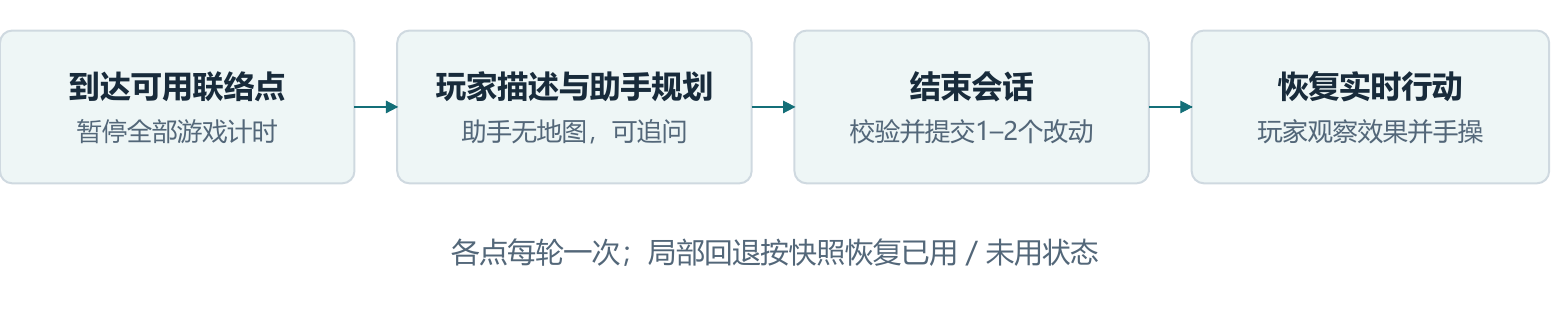 到达可用联络点
暂停全部游戏计时
玩家描述与助手规划
助手无地图，可追问
结束会话
校验并提交1–2个改动
恢复实时行动
玩家观察效果并手操
各点每轮一次；局部回退按快照恢复已用 / 未用状态